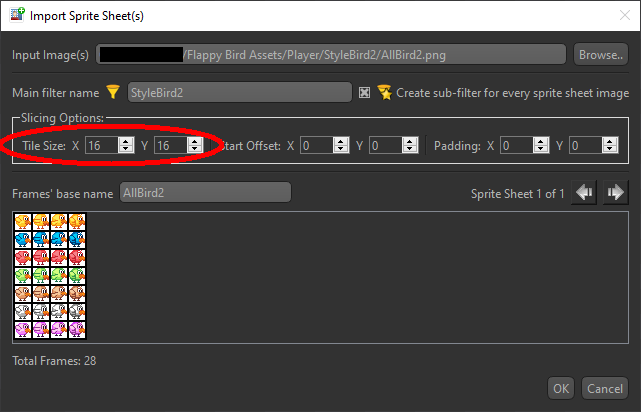 Import Sprite Sheet(s)
Input Image(s) /Flappy Bird Assets/Player/StyleBird2/AllBird2.png Browse..
Main filter name StyleBird2 Create sub-filter for every sprite sheet image
Slicing Options:
Tile Size: X 16 Y 16 Start Offset: X 0 Y 0 Padding: X 0 Y 0
Frames' base name AllBird2 Sprite Sheet 1 of 1
Total Frames: 28
OK Cancel